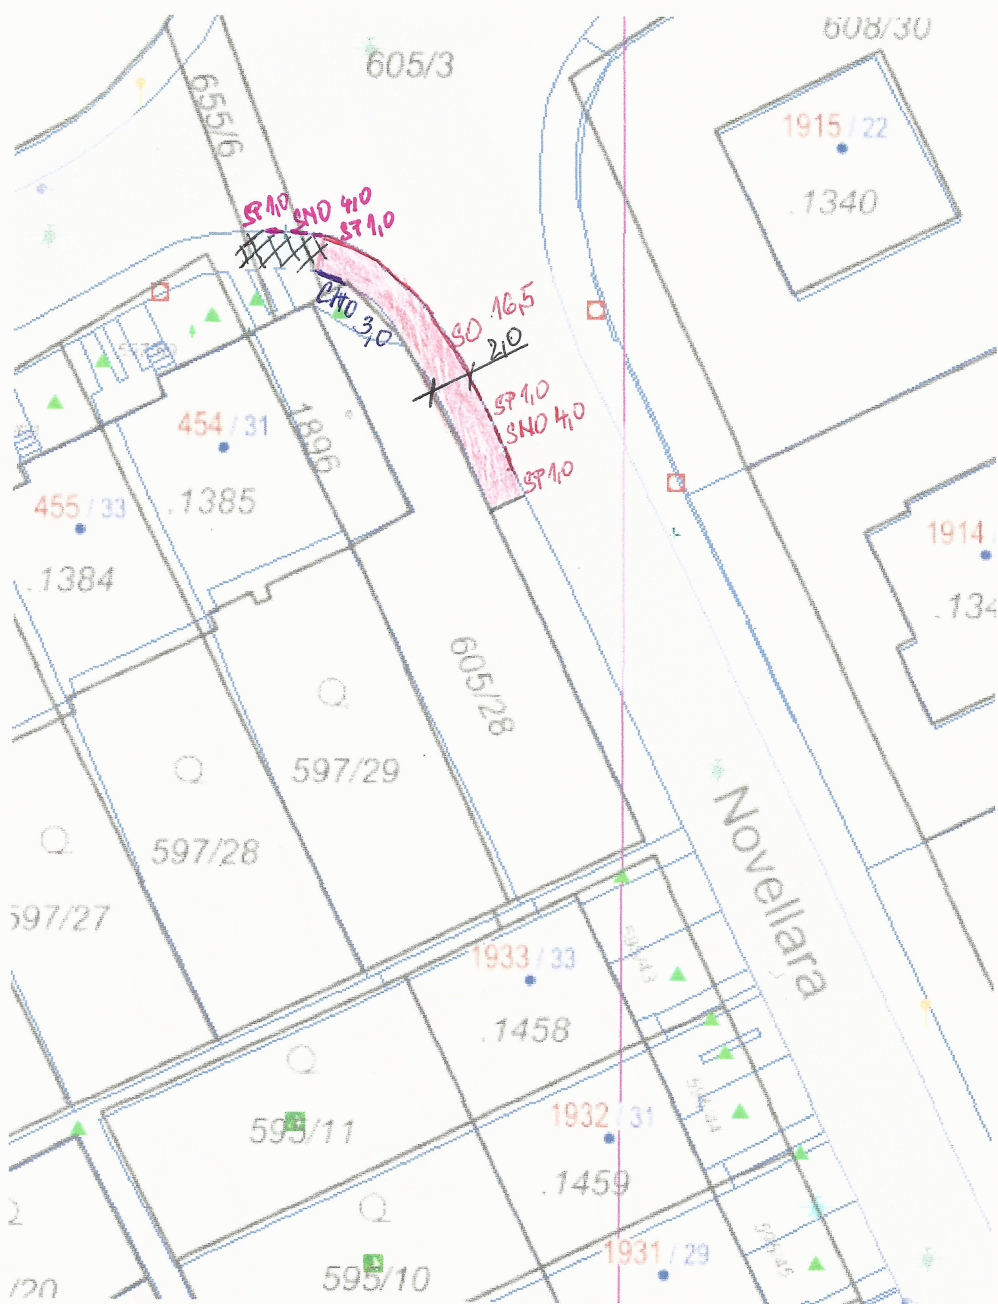 608/30
605/3
655/6
1915 / 22
.1340
SP 1,0
SNO 4,0
SP 1,0
CHO 3,0
SO 16,5
2,0
SP 1,0
SNO 4,0
SP 1,0
454 / 31
1896
.1385
455 / 33
.1384
1914 /
.134
605/28
597/29
597/28
597/27
Novellara
1933 / 33
.1458
595/11
1932 / 31
.1459
1931 / 29
595/10
/20